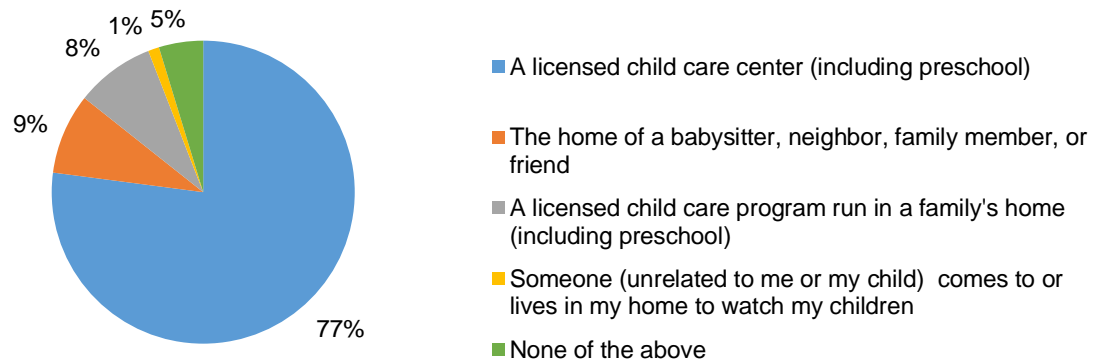 1% 5%
8%
9%
77%
A licensed child care center (including preschool)
The home of a babysitter, neighbor, family member, or
friend
A licensed child care program run in a family's home
(including preschool)
Someone (unrelated to me or my child)  comes to or
lives in my home to watch my children
None of the above